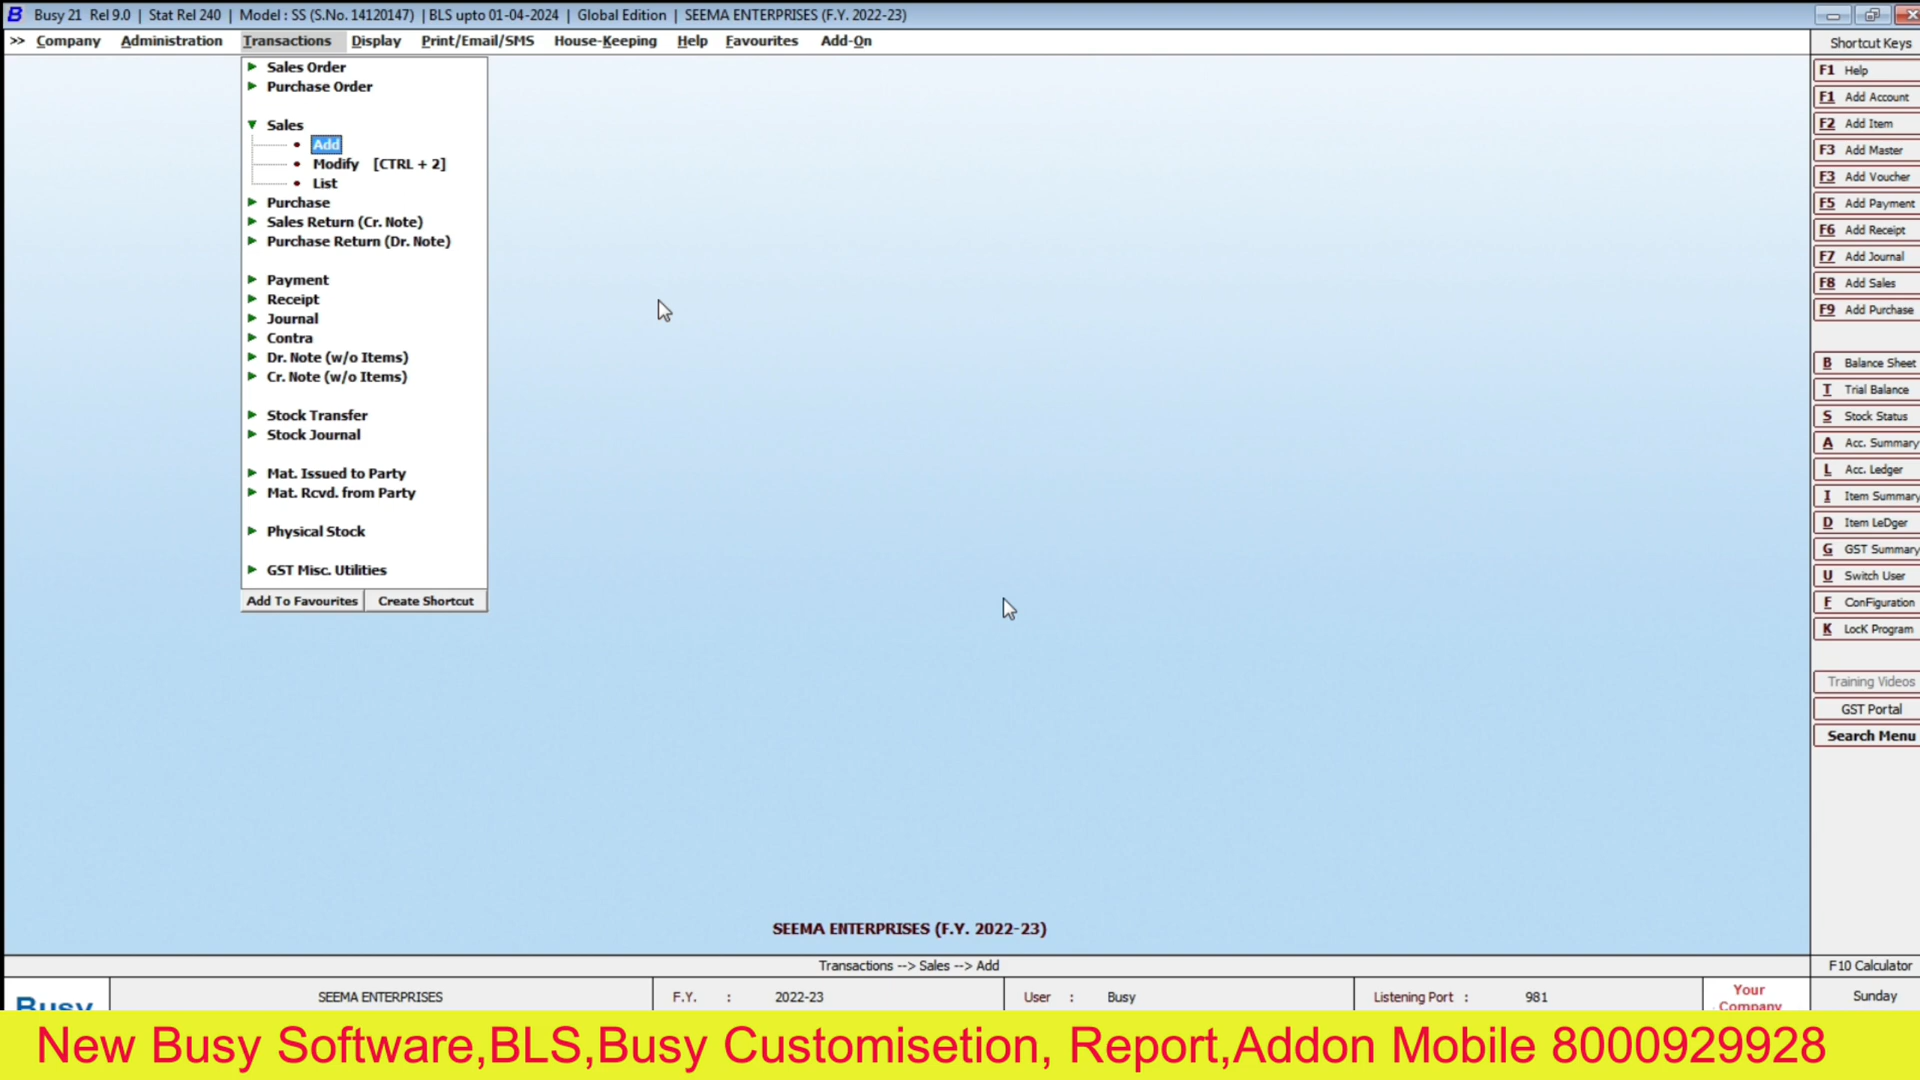 B Busy 21 Rel 9.0 | Stat Rel 240 | Model : SS (S.No. 14120147) | BLS upto 01-04-2024 | Global Edition | SEEMA ENTERPRISES (F.Y. 2022-23)
>> Company Administration Transactions Display Print/Email/SMS House-Keeping Help Favourites Add-On
Sales Order
Purchase Order
Sales
Add
Modify [CTRL + 2]
List
Purchase
Sales Return (Cr. Note)
Purchase Return (Dr. Note)
Payment
Receipt
Journal
Contra
Dr. Note (w/o Items)
Cr. Note (w/o Items)
Stock Transfer
Stock Journal
Mat. Issued to Party
Mat. Rcvd. from Party
Physical Stock
GST Misc. Utilities
Add To Favourites Create Shortcut
Shortcut Keys
F1 Help
F1 Add Account
F2 Add Item
F3 Add Master
F3 Add Voucher
F5 Add Payment
F6 Add Receipt
F7 Add Journal
F8 Add Sales
F9 Add Purchase
B Balance Sheet
T Trial Balance
S Stock Status
A Acc. Summary
L Acc. Ledger
I Item Summary
D Item LeDger
G GST Summary
U Switch User
F ConFiguration
K LocK Program
Training Videos
GST Portal
Search Menu
SEEMA ENTERPRISES (F.Y. 2022-23)
Transactions --> Sales --> Add
F10 Calculator
Busy SEEMA ENTERPRISES F.Y. : 2022-23 User : Busy Listening Port : 981 Your Company Sunday
New Busy Software,BLS,Busy Customisetion, Report,Addon Mobile 8000929928